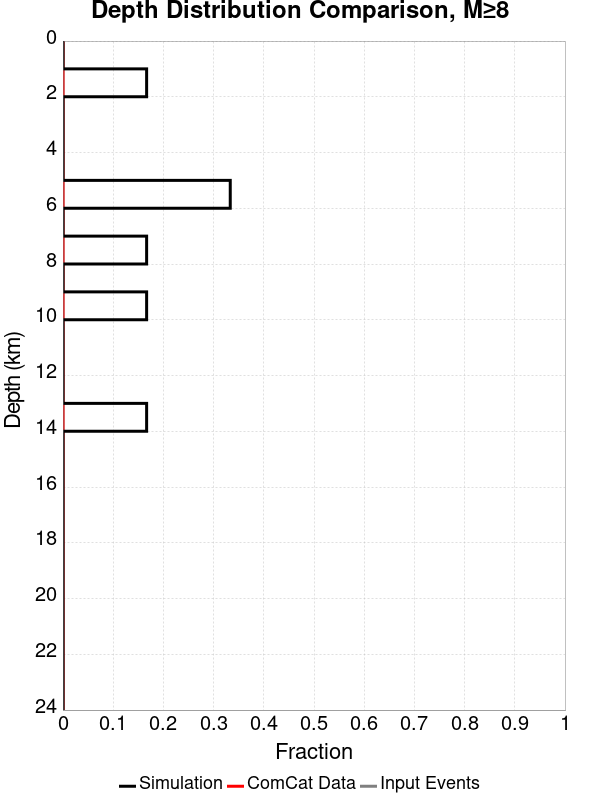 Depth Distribution Comparison, M≥8
0
2
4
6
8
10
12
14
16
18
20
22
24
Depth (km)
0 0.1 0.2 0.3 0.4 0.5 0.6 0.7 0.8 0.9 1
Fraction
Simulation ComCat Data Input Events